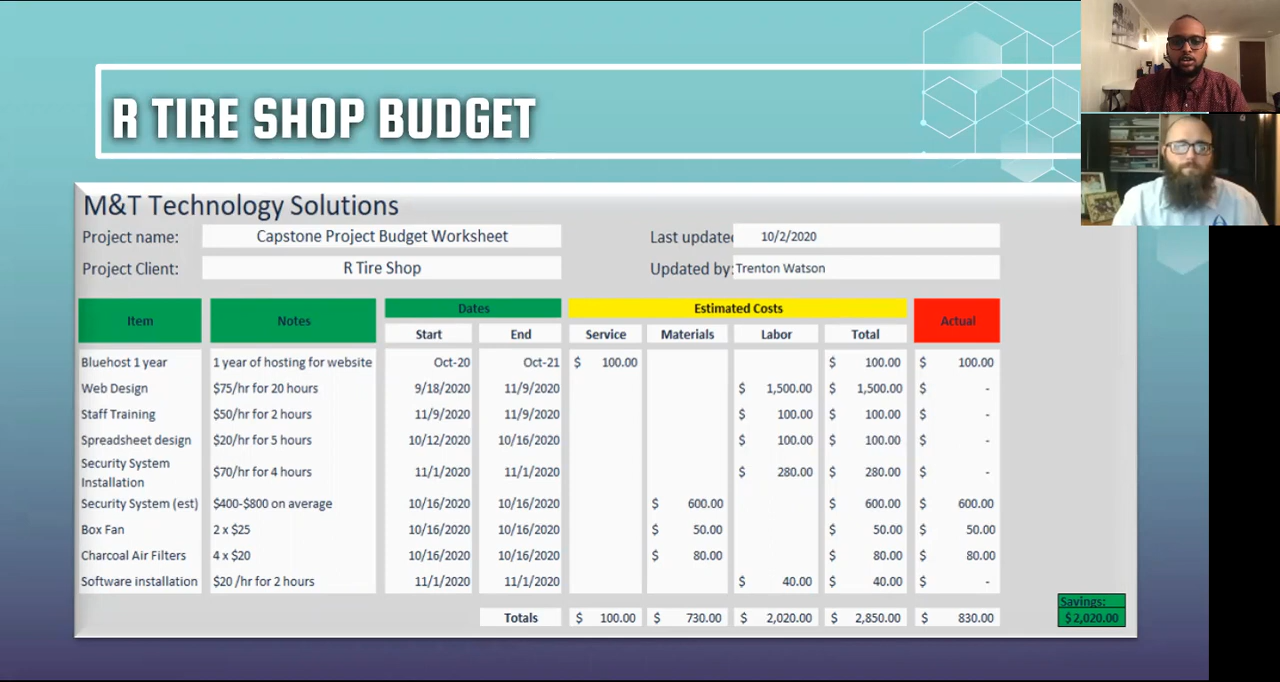 R TIRE SHOP BUDGET
M&T Technology Solutions
Project name: Capstone Project Budget Worksheet Last update 10/2/2020
Project Client: R Tire Shop Updated by: Trenton Watson
Item Notes Dates Estimated Costs Actual
Start End Service Materials Labor Total
Bluehost 1 year 1 year of hosting for website Oct-20 Oct-21 $ 100.00 $ 100.00 $ 100.00
Web Design $75/hr for 20 hours 9/18/2020 11/9/2020 $ 1,500.00 $ 1,500.00 $ -
Staff Training $50/hr for 2 hours 11/9/2020 11/9/2020 $ 100.00 $ 100.00 $ -
Spreadsheet design $20/hr for 5 hours 10/12/2020 10/16/2020 $ 100.00 $ 100.00 $ -
Security System
Installation $70/hr for 4 hours 11/1/2020 11/1/2020 $ 280.00 $ 280.00 $ -
Security System (est) $400-$800 on average 10/16/2020 10/16/2020 $ 600.00 $ 600.00 $ 600.00
Box Fan 2 x $25 10/16/2020 10/16/2020 $ 50.00 $ 50.00 $ 50.00
Charcoal Air Filters 4 x $20 10/16/2020 10/16/2020 $ 80.00 $ 80.00 $ 80.00
Software installation $20 /hr for 2 hours 11/1/2020 11/1/2020 $ 40.00 $ 40.00 $ -
Totals $ 100.00 $ 730.00 $ 2,020.00 $ 2,850.00 $ 830.00
Savings:
$2,020.00